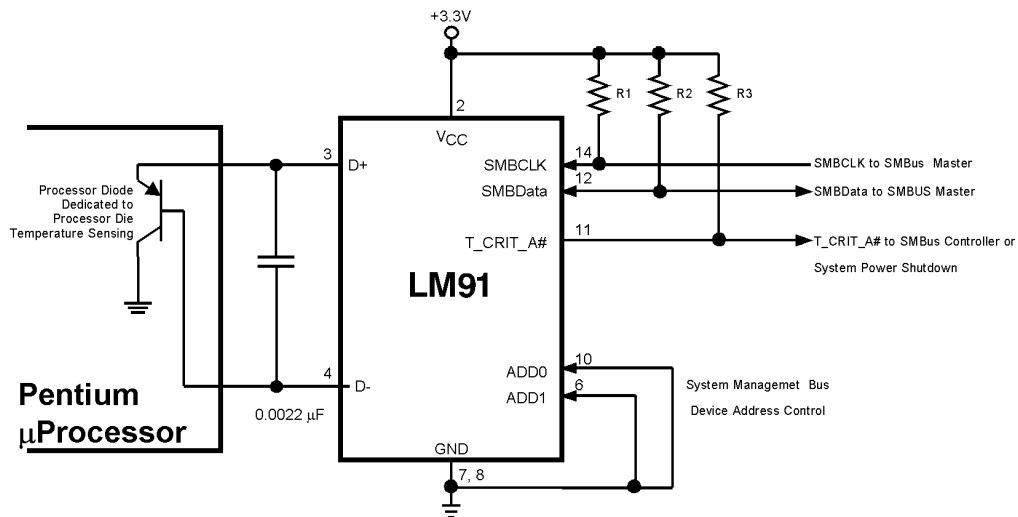 +3.3V
R1
R2
R3
2
VCC
3
D+
SMBCLK
14
SMBCLK to SMBus Master
SMBData
12
SMBData to SMBUS Master
Processor Diode
Dedicated to
Processor Die
Temperature Sensing
T_CRIT_A#
11
T_CRIT_A# to SMBus Controller or
System Power Shutdown
LM91
4
D-
0.0022 μF
ADD0
10
ADD1
6
System Managemet Bus
Device Address Control
Pentium
μProcessor
GND
7, 8